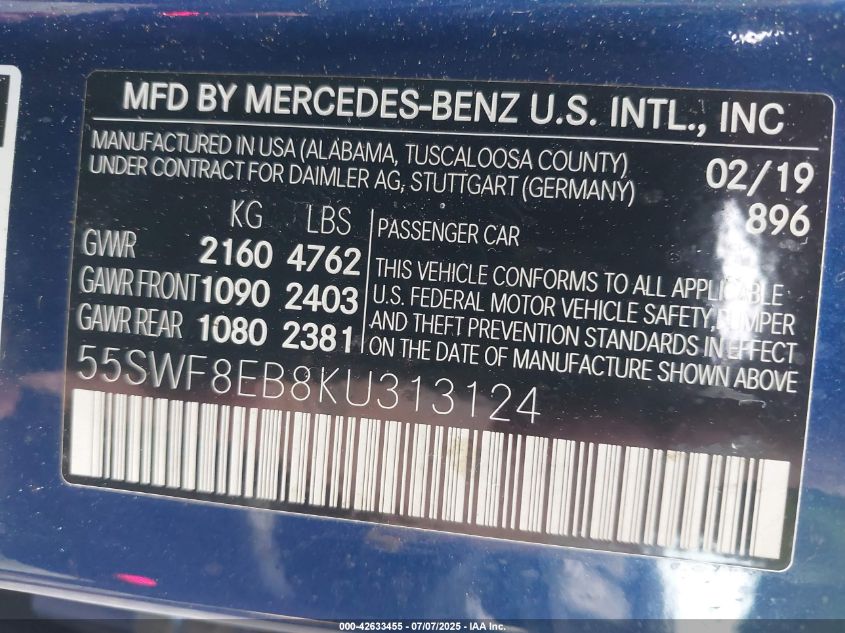 MFD BY MERCEDES-BENZ U.S. INTL., INC
MANUFACTURED IN USA (ALABAMA, TUSCALOOSA COUNTY)
UNDER CONTRACT FOR DAIMLER AG, STUTTGART (GERMANY)
02/19
896
KG LBS
GVWR 2160 4762
GAWR FRONT 1090 2403
GAWR REAR 1080 2381
PASSENGER CAR
THIS VEHICLE CONFORMS TO ALL APPLICABLE
U.S. FEDERAL MOTOR VEHICLE SAFETY, BUMPER
AND THEFT PREVENTION STANDARDS IN EFFECT
ON THE DATE OF MANUFACTURE SHOWN ABOVE
55SWF8EB8KU313124
000-42633455 - 07/07/2025 - IAA Inc.